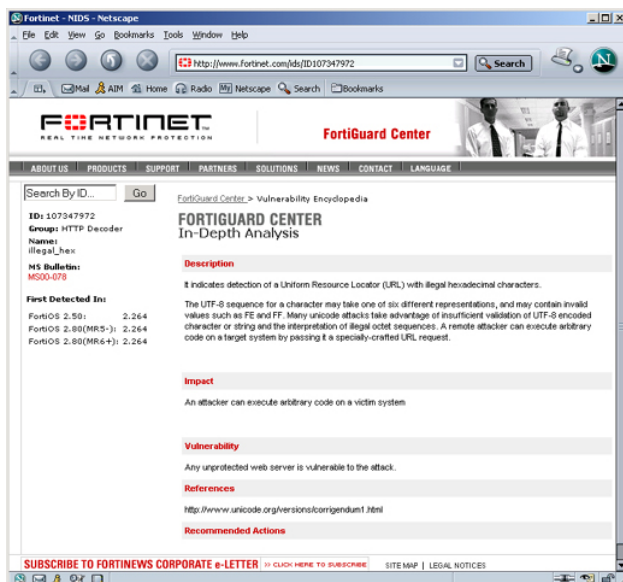 Fortinet - NIDS - Netscape
File Edit View Go Bookmarks Tools Window Help
http://www.fortinet.com/ids/ID107347972
Search
Mail AIM Home Radio My Netscape Search Bookmarks
FORTINET
REAL TIME NETWORK PROTECTION
FortiGuard Center
ABOUT US PRODUCTS SUPPORT PARTNERS SOLUTIONS NEWS CONTACT LANGUAGE
Search By ID... Go
ID: 107347972
Group: HTTP Decoder
Name:
illegal_hex
MS Bulletin:
MS00-078
First Detected In:
FortiOS 2.50: 2.264
FortiOS 2.80(MR5-): 2.264
FortiOS 2.80(MR6+): 2.264
FortiGuard Center > Vulnerability Encyclopedia
FORTIGUARD CENTER
In-Depth Analysis
Description
It indicates detection of a Uniform Resource Locator (URL) with illegal hexadecimal characters.
The UTF-8 sequence for a character may take one of six different representations, and may contain invalid
values such as FE and FF. Many unicode attacks take advantage of insufficient validation of UTF-8 encoded
character or string and the interpretation of illegal octet sequences. A remote attacker can execute arbitrary
code on a target system by passing it a specially-crafted URL request.
Impact
An attacker can execute arbitrary code on a victim system
Vulnerability
Any unprotected web server is vulnerable to the attack.
References
http://www.unicode.org/versions/corrigendum1.html
Recommended Actions
SUBSCRIBE TO FORTINEWS CORPORATE e-LETTER >> CLICK HERE TO SUBSCRIBE SITE MAP | LEGAL NOTICES